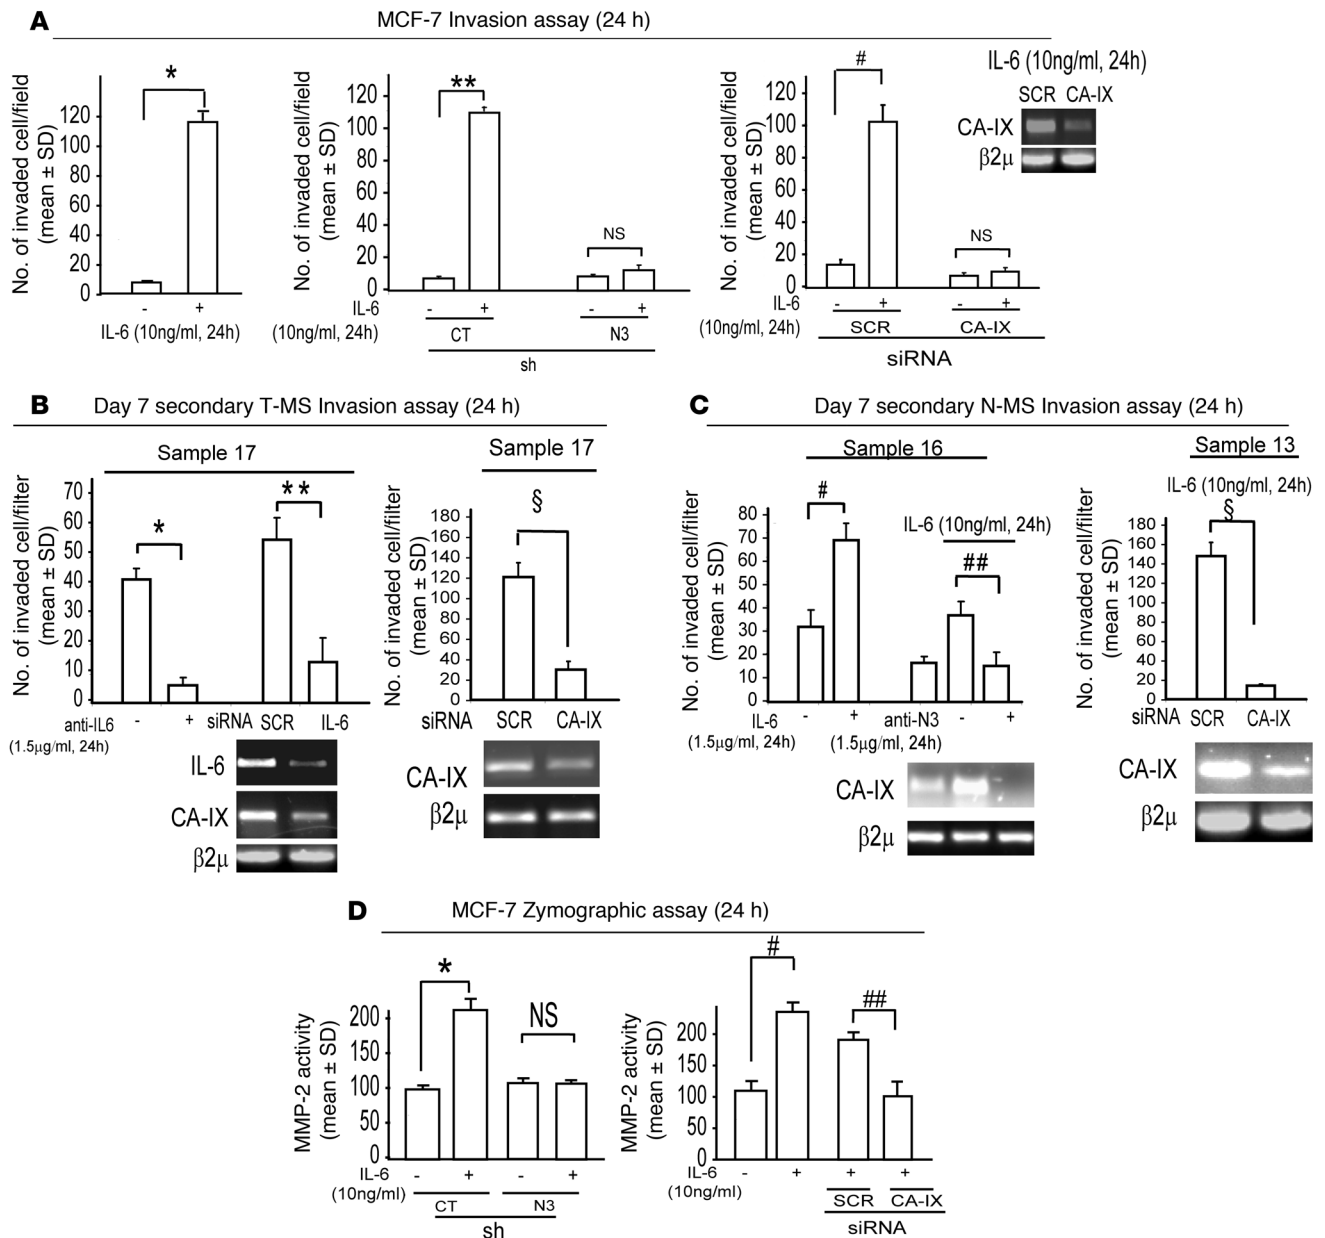 A
MCF-7 Invasion assay (24 h)
No. of invaded cell/field
(mean ± SD)
120
100
80
60
40
20
0
*
- +
IL-6 (10ng/ml, 24h)
No. of invaded cell/field
(mean ± SD)
120
100
80
60
40
20
0
**
NS
IL-6 - + - +
(10ng/ml, 24h)
CT N3
sh
No. of invaded cell/field
(mean ± SD)
120
100
80
60
40
20
0
#
NS
IL-6 - + - +
(10ng/ml, 24h)
SCR CA-IX
siRNA
IL-6 (10ng/ml, 24h)
SCR CA-IX
CA-IX
β2μ
B
Day 7 secondary T-MS Invasion assay (24 h)
Sample 17
No. of invaded cell/filter
(mean ± SD)
70
60
50
40
30
20
10
0
*
**
anti-IL6 - + siRNA SCR IL-6
(1.5μg/ml, 24h)
IL-6
CA-IX
β2μ
Sample 17
No. of invaded cell/filter
(mean ± SD)
180
160
140
120
100
80
60
40
20
0
§
siRNA SCR CA-IX
CA-IX
β2μ
C
Day 7 secondary N-MS Invasion assay (24 h)
Sample 16
No. of invaded cell/filter
(mean ± SD)
80
70
60
50
40
30
20
10
0
#
IL-6 (10ng/ml, 24h)
##
IL-6 - + anti-N3 - +
(1.5μg/ml, 24h) (1.5μg/ml, 24h)
CA-IX
β2μ
Sample 13
IL-6 (10ng/ml, 24h)
§
No. of invaded cell/filter
(mean ± SD)
180
160
140
120
100
80
60
40
20
0
siRNA SCR CA-IX
CA-IX
β2μ
D
MCF-7 Zymographic assay (24 h)
MMP-2 activity
(mean ± SD)
200
150
100
50
0
*
NS
IL-6 - + - +
(10ng/ml)
CT N3
sh
MMP-2 activity
(mean ± SD)
200
150
100
50
0
#
##
IL-6 - + + +
(10ng/ml)
SCR CA-IX
siRNA